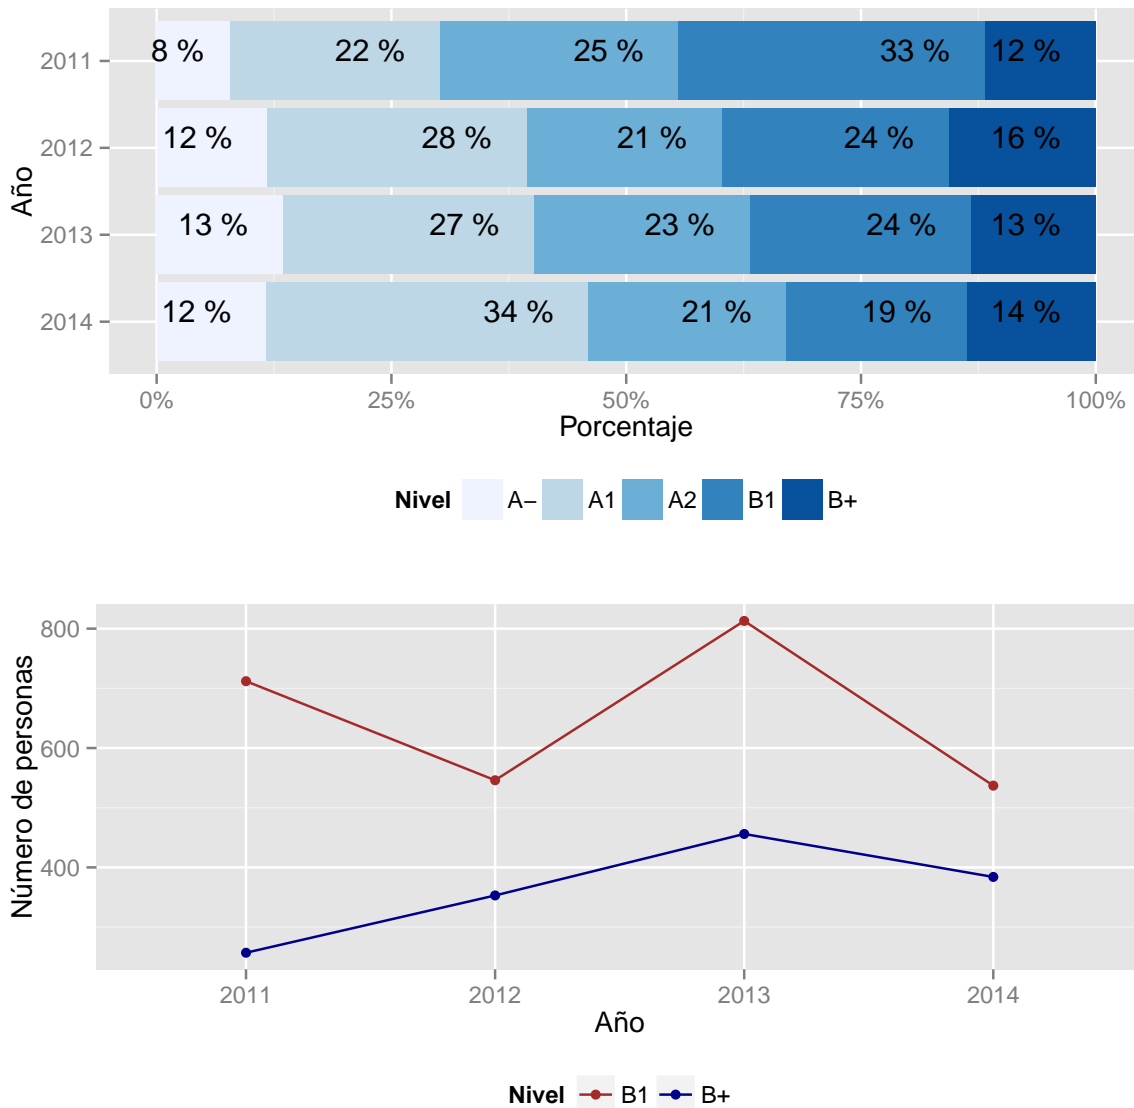 2011 8 % 22 % 25 % 33 % 12 %
2012 12 % 28 % 21 % 24 % 16 %
Año
2013 13 % 27 % 23 % 24 % 13 %
2014 12 % 34 % 21 % 19 % 14 %
0% 25% 50% 75% 100%
Porcentaje
Nivel A− A1 A2 B1 B+
800
600
400
Número de personas
2011 2012 2013 2014
Año
Nivel B1 B+